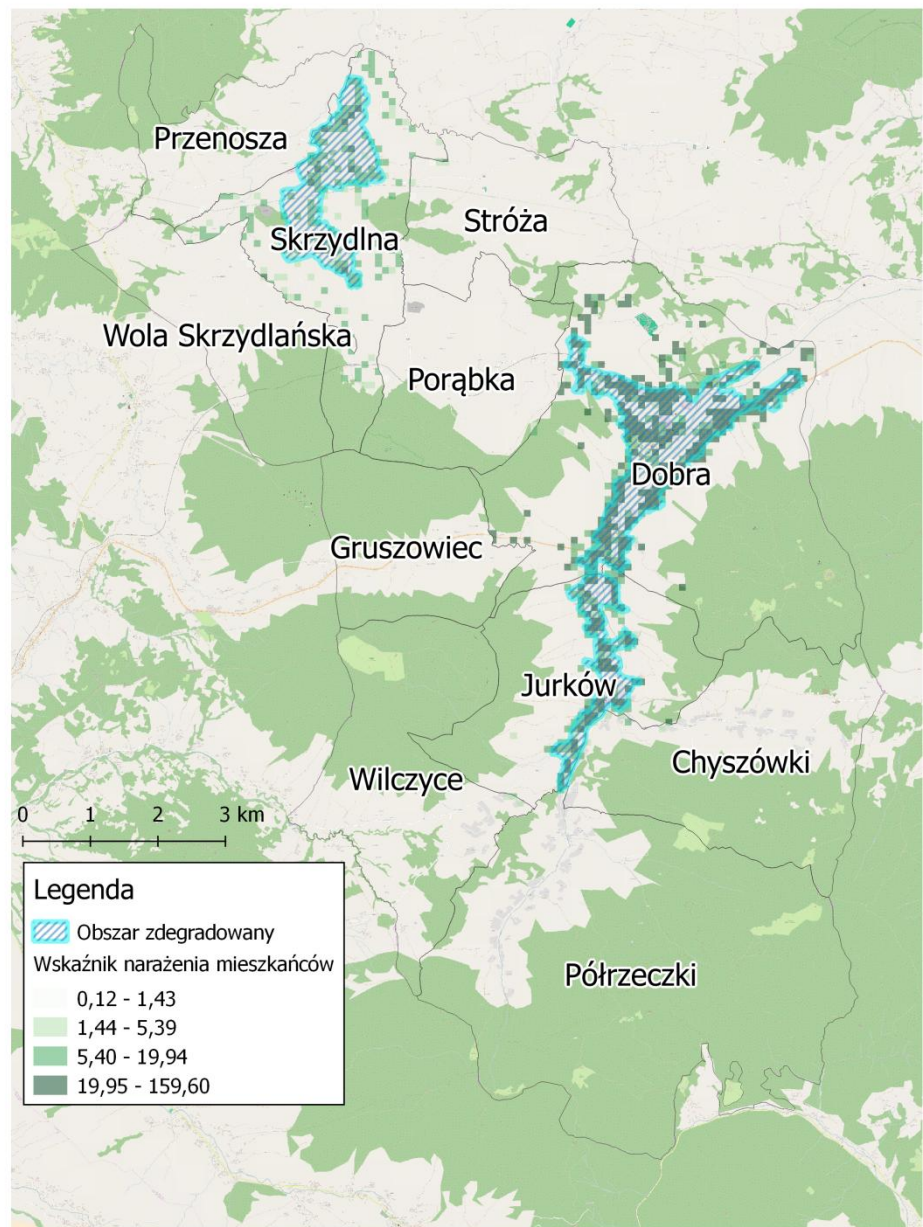 Przenosza
Stróża
Skrzydlna
Wola Skrzydlańska
Porąbka
Dobra
Gruszowiec
Jurków
Chyszówki
Wilczyce
0 1 2 3 km
Legenda
Obszar zdegradowany
Wskaźnik narażenia mieszkańców
0,12 - 1,43
1,44 - 5,39
5,40 - 19,94
19,95 - 159,60
Półrzeczki